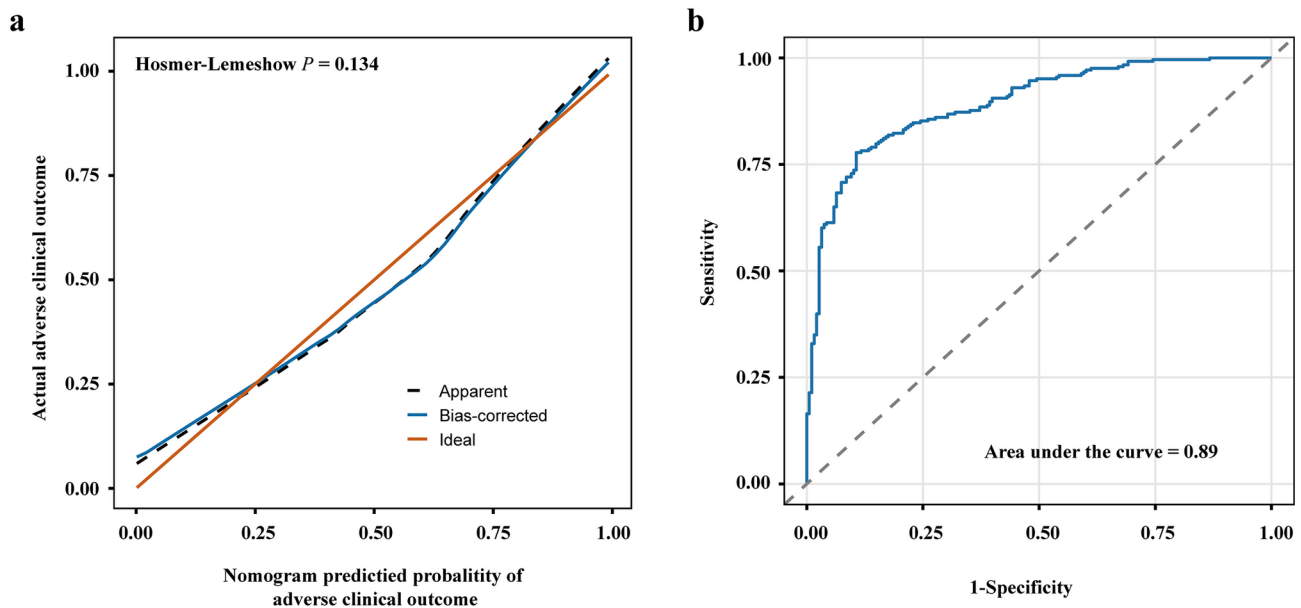 a
Hosmer-Lemeshow P = 0.134
1.00
0.75
0.50
0.25
0.00
Actual adverse clinical outcome
Apparent
Bias-corrected
Ideal
0.00 0.25 0.50 0.75 1.00
Nomogram predictied probalitity of
adverse clinical outcome
b
1.00
0.75
0.50
0.25
0.00
Sensitivity
Area under the curve = 0.89
0.00 0.25 0.50 0.75 1.00
1-Specificity